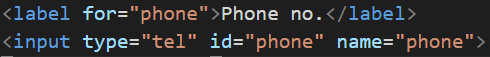 <label for="phone">Phone no.</label>
<input type="tel" id="phone" name="phone">